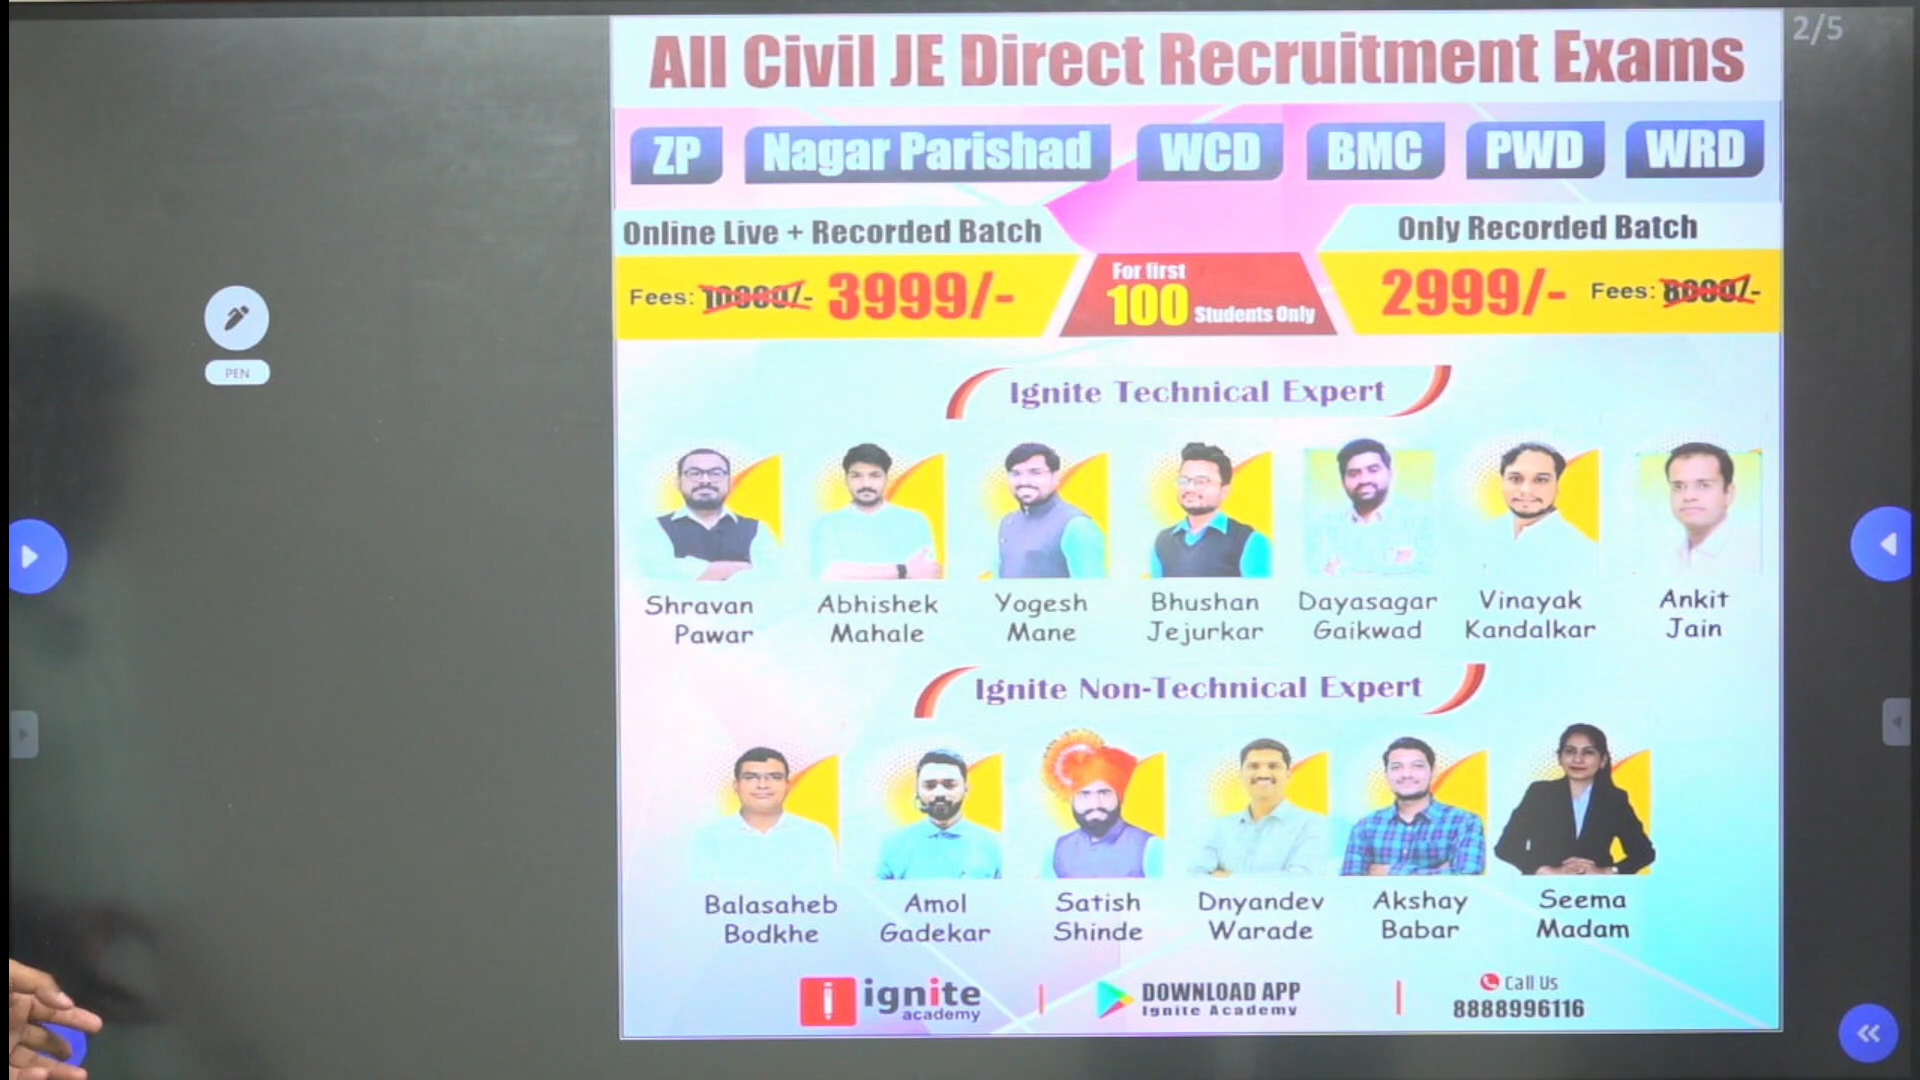 2/5
All Civil JE Direct Recruitment Exams
ZP Nagar Parishad WCD BMC PWD WRD
Online Live + Recorded Batch
Only Recorded Batch
Fees: 10000/- 3999/-
For first
100 Students Only
2999/- Fees: 8000/-
PEN
Ignite Technical Expert
Shravan Pawar
Abhishek Mahale
Yogesh Mane
Bhushan Jejurkar
Dayasagar Gaikwad
Vinayak Kandalkar
Ankit Jain
Ignite Non-Technical Expert
Balasaheb Bodkhe
Amol Gadekar
Satish Shinde
Dnyandev Warade
Akshay Babar
Seema Madam
ignite
academy
DOWNLOAD APP
Ignite Academy
Call Us
8888996116